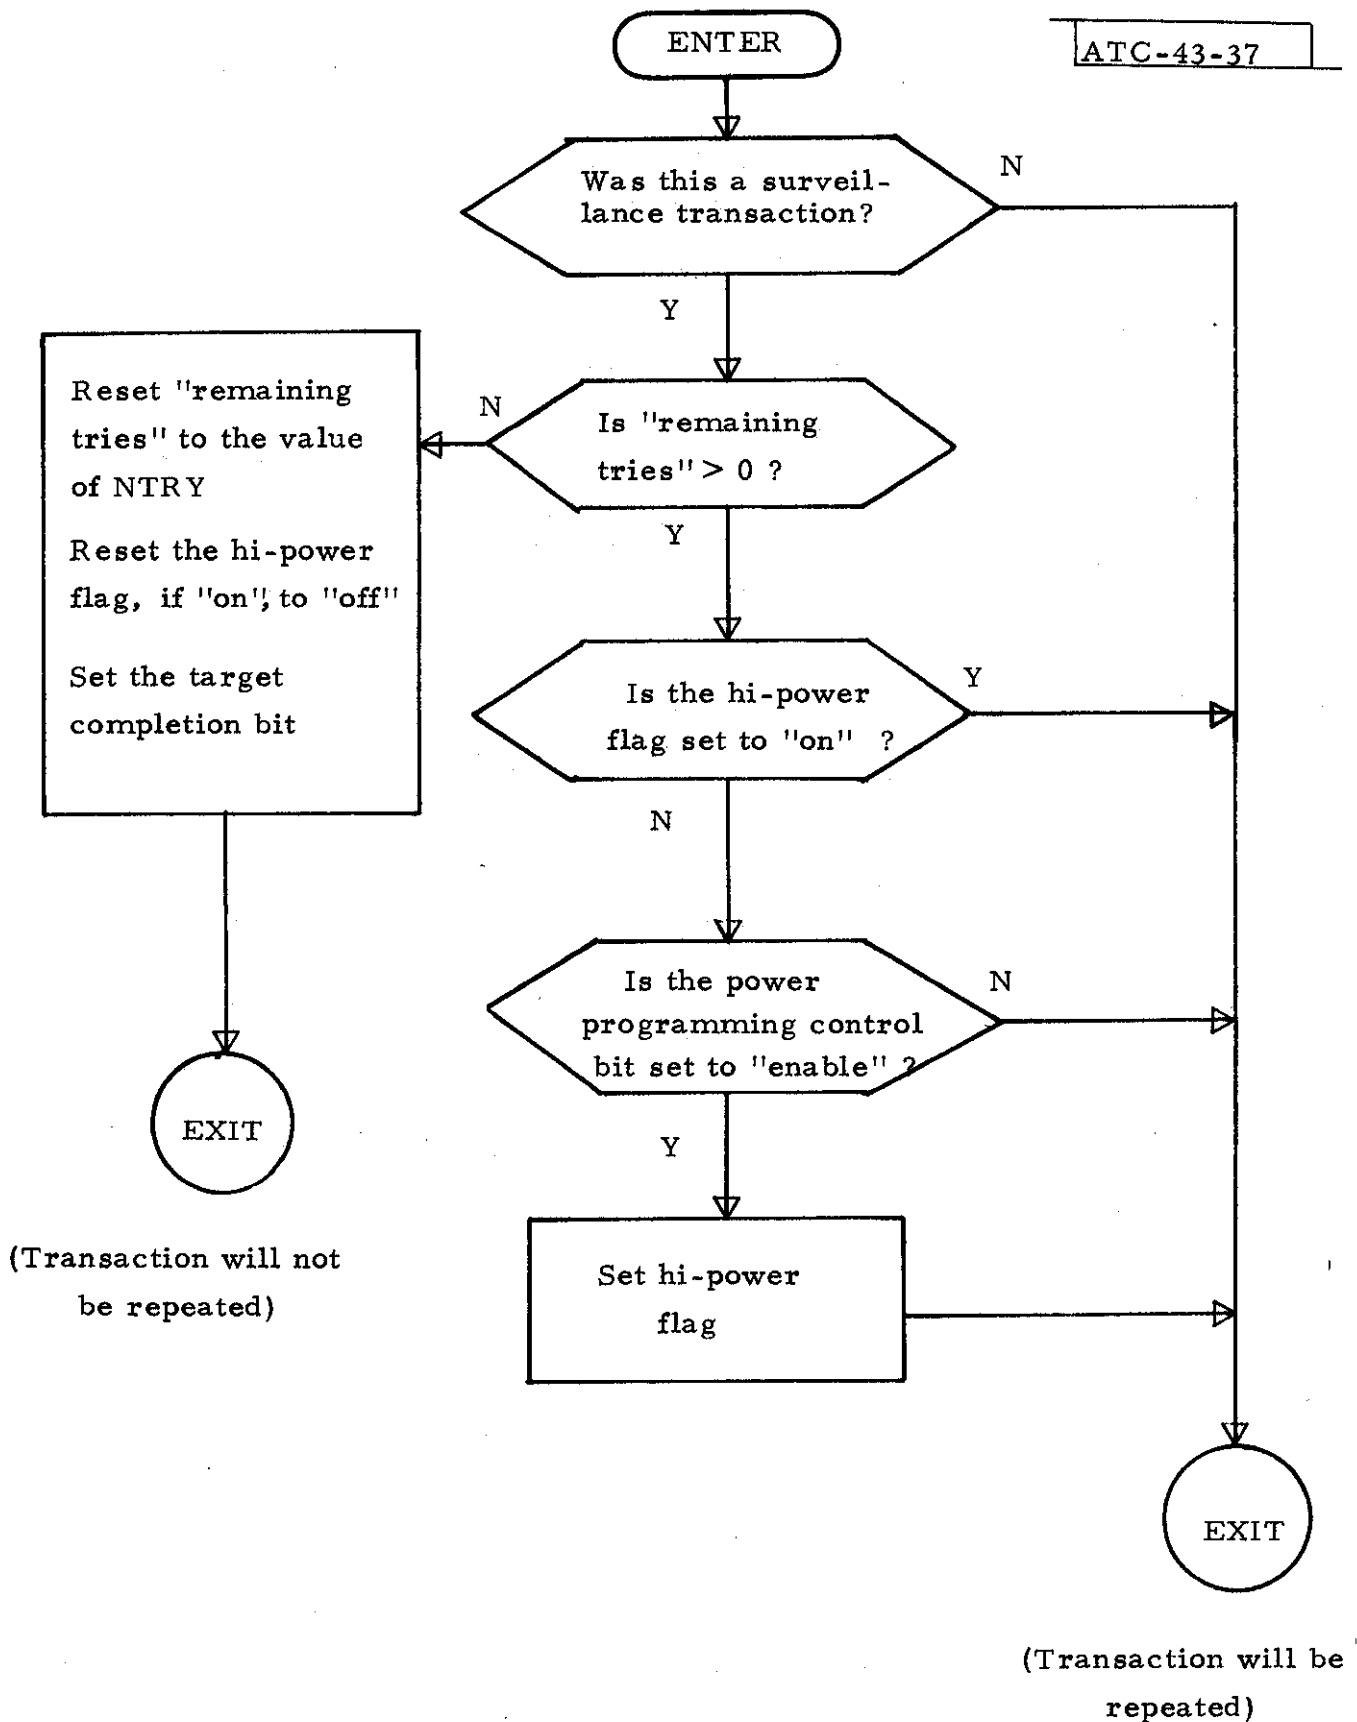 ENTER
ATC-43-37
Was this a surveil-
lance transaction?
N
Y
Reset "remaining
tries" to the value
of NTRY
Reset the hi-power
flag, if "on", to "off"
Set the target
completion bit
N
Is "remaining
tries" > 0 ?
Y
Is the hi-power
flag set to "on" ?
Y
N
Is the power
programming control
bit set to "enable" ?
N
Y
EXIT
(Transaction will not
be repeated)
Set hi-power
flag
EXIT
(Transaction will be
repeated)